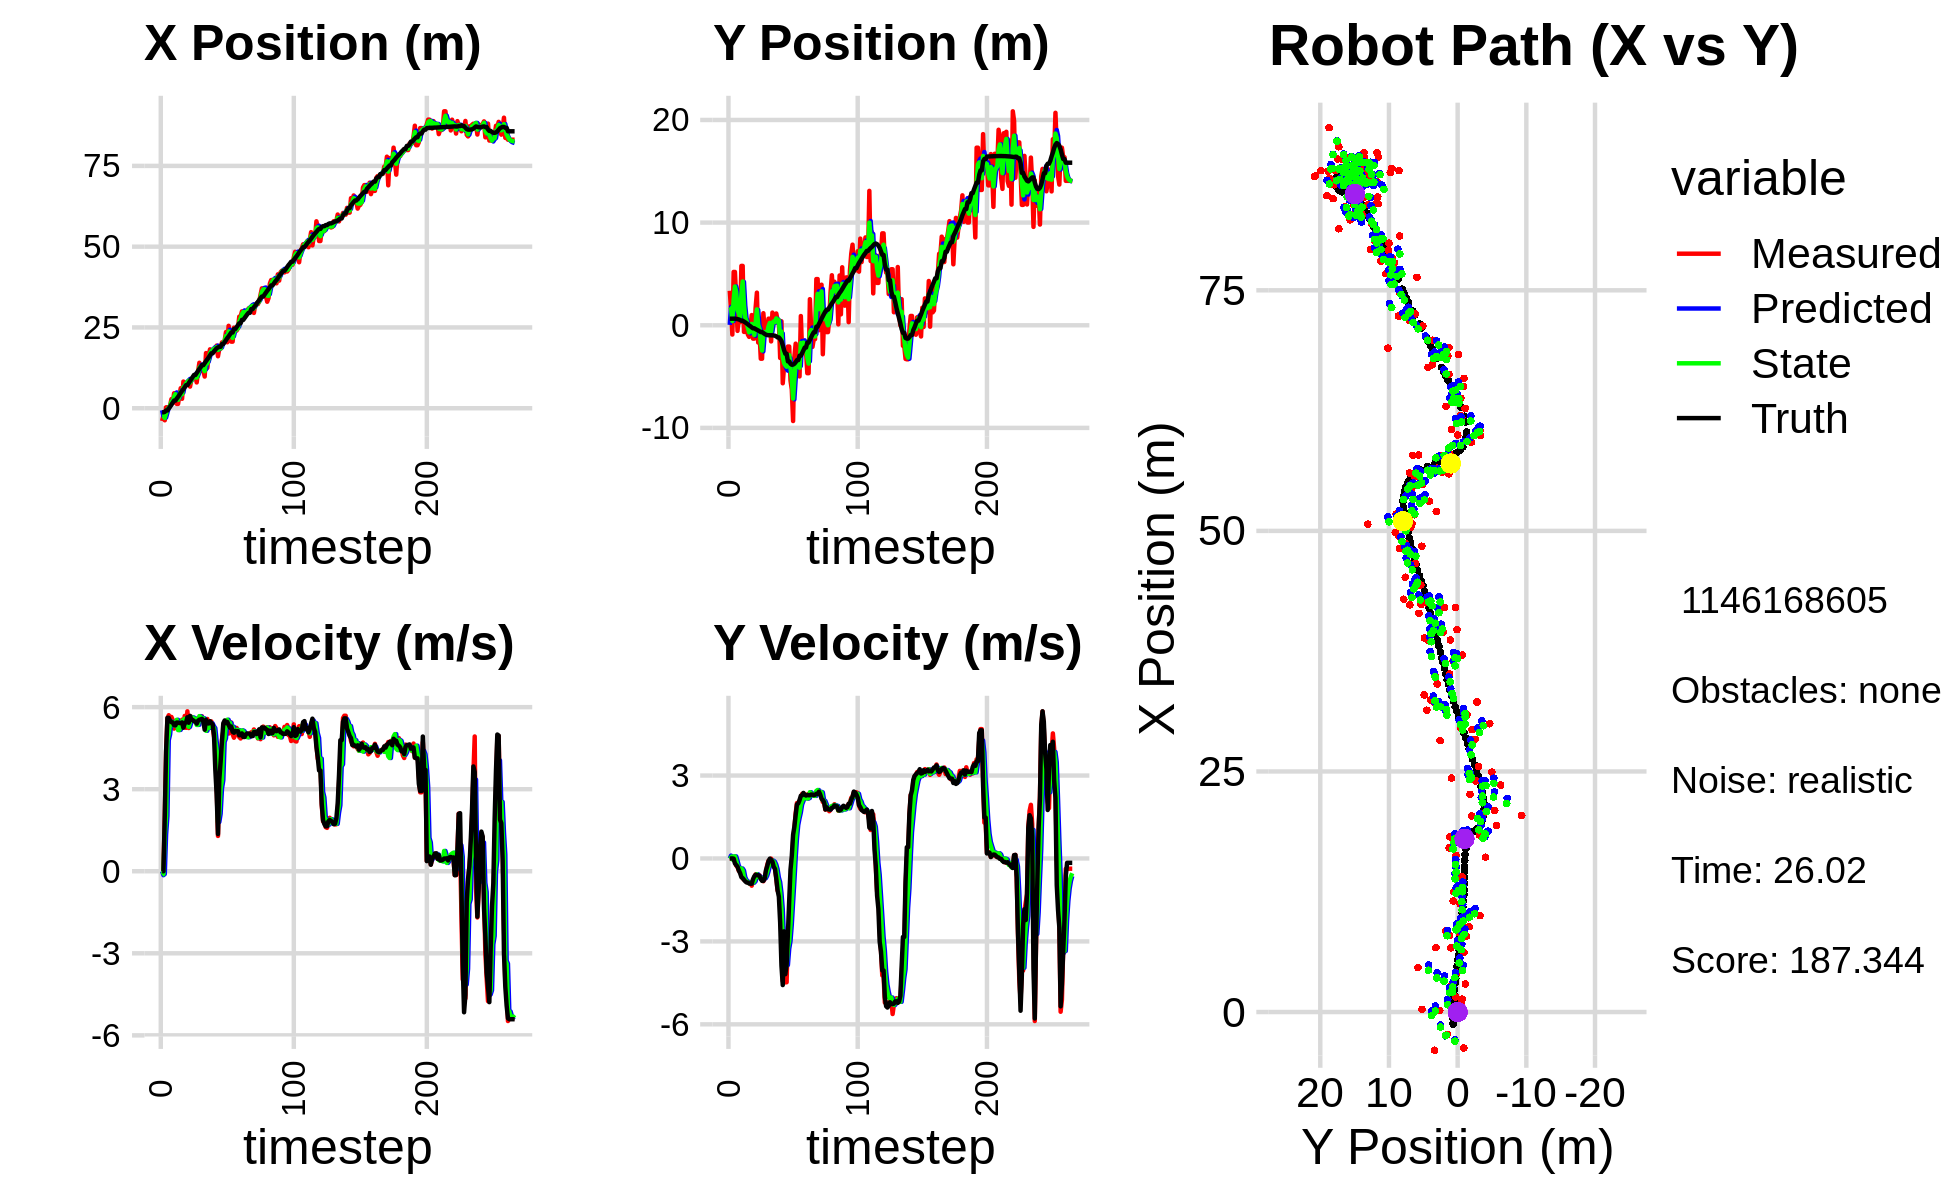 X Position (m)
75
50
25
0
0
100
200
timestep
Y Position (m)
20
10
0
-10
0
100
200
timestep
X Velocity (m/s)
6
3
0
-3
-6
0
100
200
timestep
Y Velocity (m/s)
3
0
-3
-6
0
100
200
timestep
Robot Path (X vs Y)
X Position (m)
75
50
25
0
20 10 0 -10 -20
Y Position (m)
variable
Measured
Predicted
State
Truth
1146168605
Obstacles: none
Noise: realistic
Time: 26.02
Score: 187.344